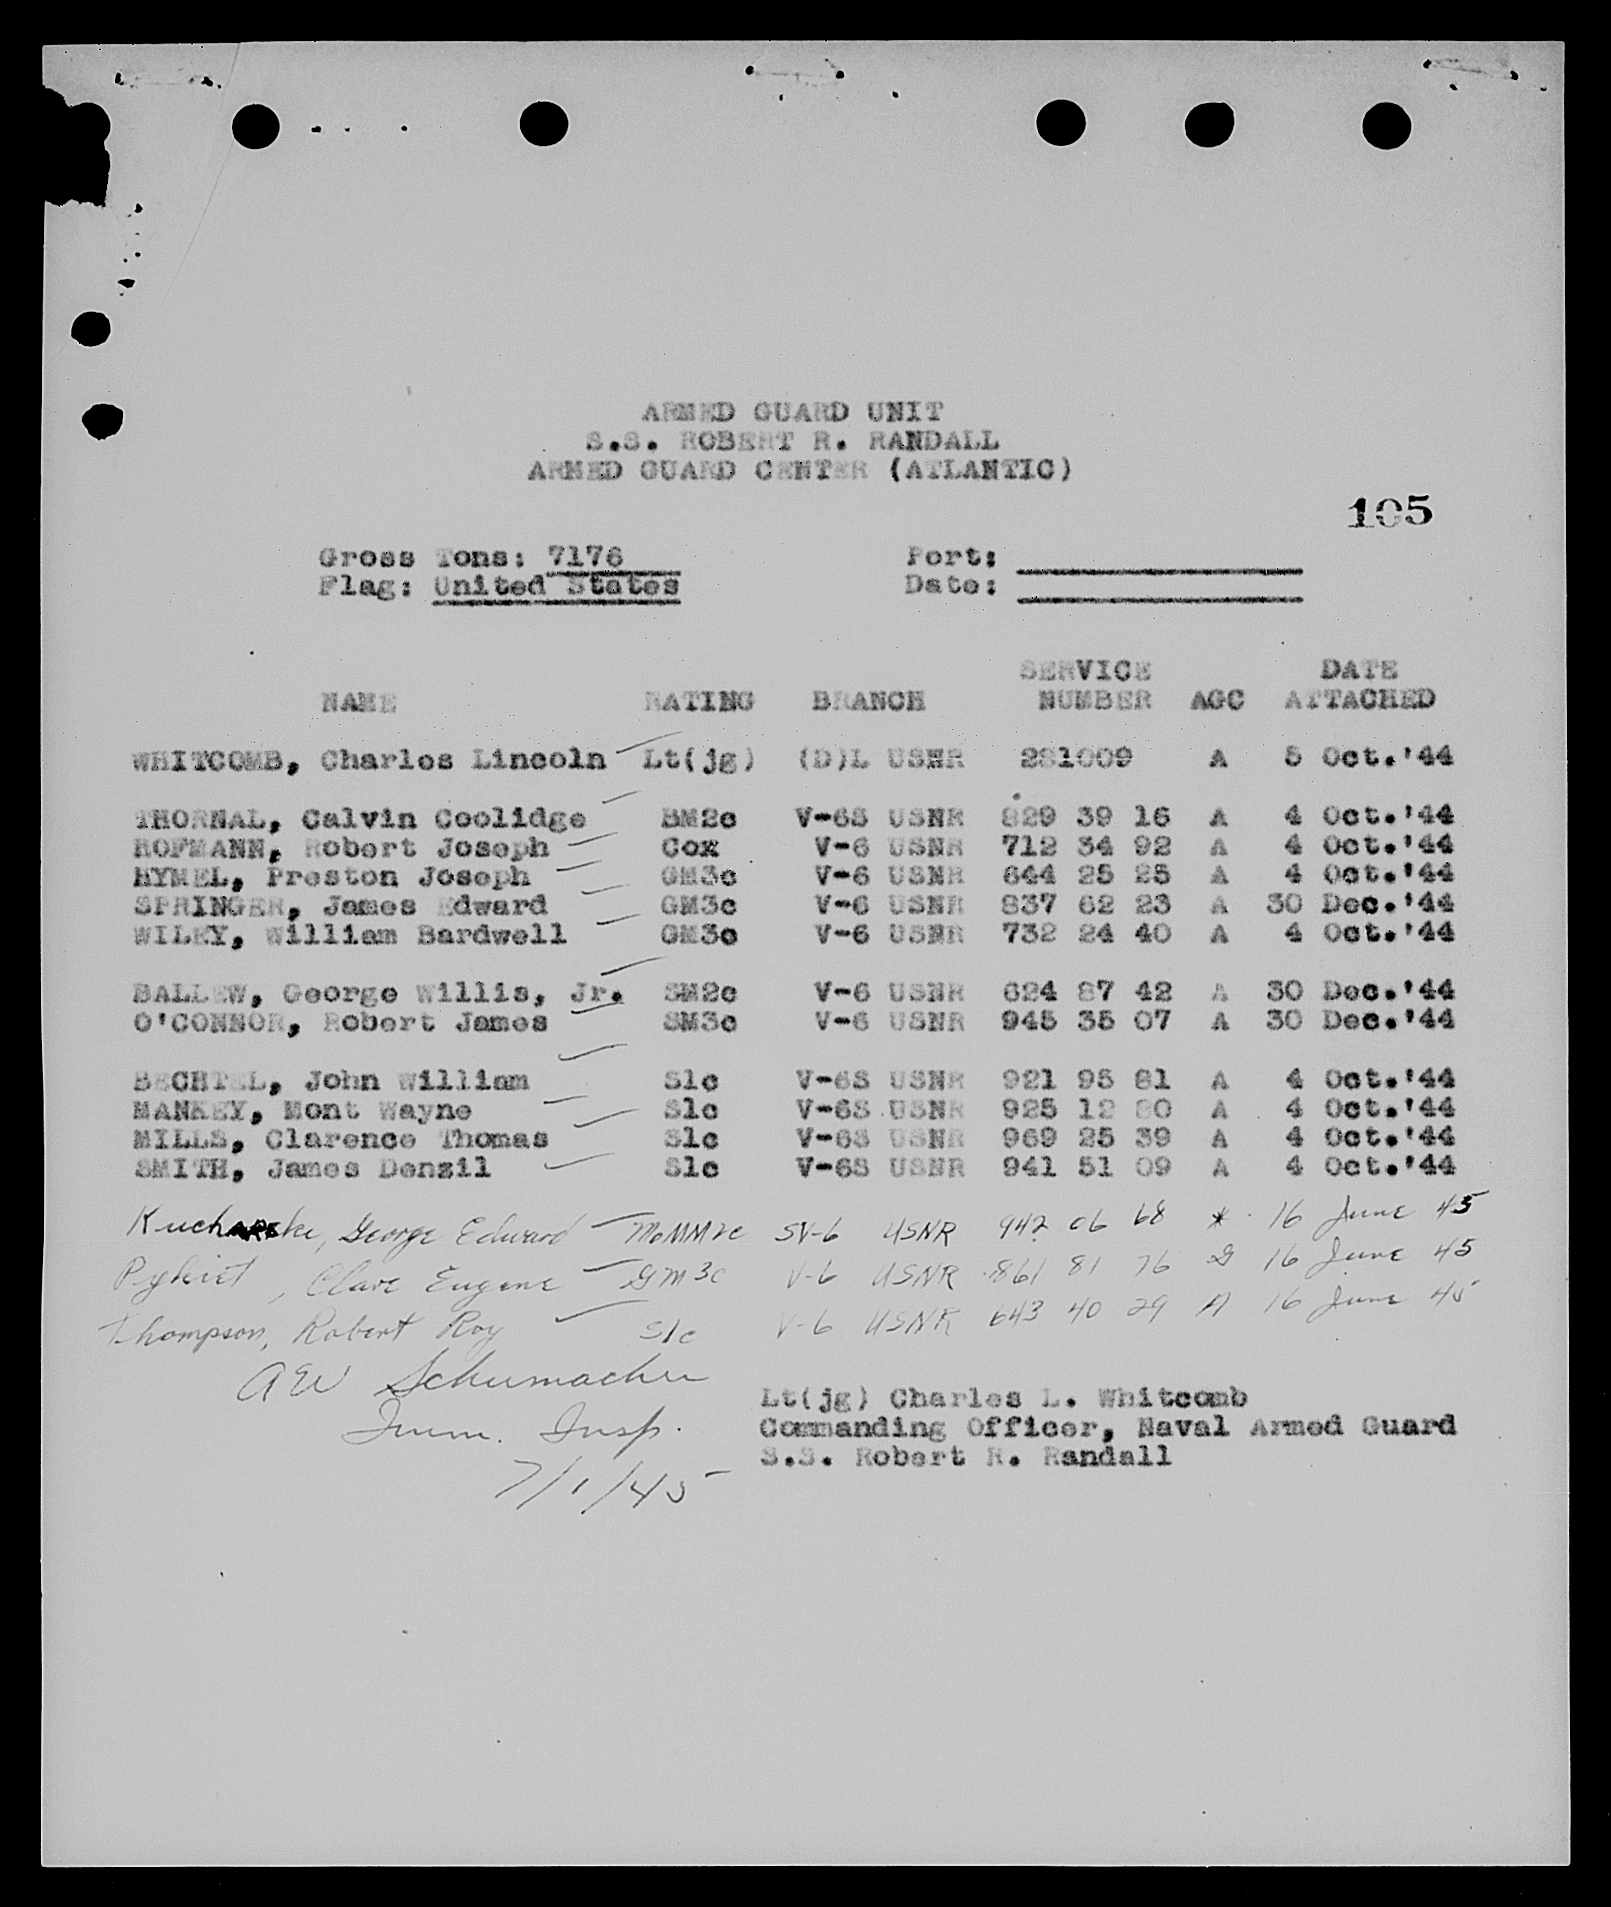 ARMED GUARD UNIT
S.S. ROBERT R. RANDALL
ARMED GUARD CENTER (ATLANTIC)
105
Gross Tons: 7176 Port:
Flag: United States Date:
SERVICE DATE
NAME RATING BRANCH NUMBER AGC ATTACHED
WHITCOMB, Charles Lincoln Lt(jg) (D)L USNR 281009 A 5 Oct.'44
THORNAL, Calvin Coolidge BM2c V-6S USNR 829 39 16 A 4 Oct.'44
HOFMANN, Robert Joseph Cox V-6 USNR 712 34 92 A 4 Oct.'44
HYMEL, Preston Joseph GM3c V-6 USNR 644 25 25 A 4 Oct.'44
SPRINGER, James Edward GM3c V-6 USNR 837 62 23 A 30 Dec.'44
WILEY, William Bardwell GM3c V-6 USNR 732 24 40 A 4 Oct.'44
BALLEW, George Willis, Jr. SM2c V-6 USNR 624 87 42 A 30 Dec.'44
O'CONNOR, Robert James SM3c V-6 USNR 945 35 07 A 30 Dec.'44
BECHTEL, John William S1c V-6S USNR 921 95 81 A 4 Oct.'44
MANKEY, Mont Wayne S1c V-6S USNR 925 12 80 A 4 Oct.'44
MILLS, Clarence Thomas S1c V-6S USNR 969 25 39 A 4 Oct.'44
SMITH, James Denzil S1c V-6S USNR 941 51 09 A 4 Oct.'44
George Edward MoMM2c SV-6 USNR 942 06 68 * 16 June 45
Clare Eugene GM3c V-6 USNR 861 81 76 16 June 45
Thompson, Robert Roy S1c V-6 USNR 643 40 29 A 16 June 45
AW Schumacher
Imm. Insp.
7/1/45
Lt(jg) Charles L. Whitcomb
Commanding Officer, Naval Armed Guard
S.S. Robert R. Randall